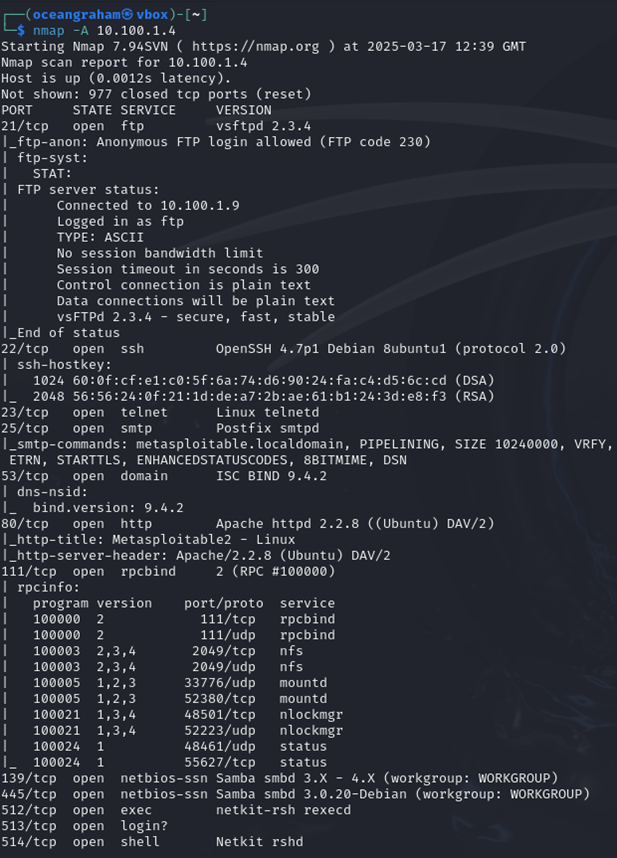 ┌──(oceangraham㉿vbox)-[~]
└─$ nmap -A 10.100.1.4
Starting Nmap 7.94SVN ( https://nmap.org ) at 2025-03-17 12:39 GMT
Nmap scan report for 10.100.1.4
Host is up (0.0012s latency).
Not shown: 977 closed tcp ports (reset)
PORT     STATE SERVICE     VERSION
21/tcp   open  ftp         vsftpd 2.3.4
|_ftp-anon: Anonymous FTP login allowed (FTP code 230)
| ftp-syst:
|   STAT:
| FTP server status:
|      Connected to 10.100.1.9
|      Logged in as ftp
|      TYPE: ASCII
|      No session bandwidth limit
|      Session timeout in seconds is 300
|      Control connection is plain text
|      Data connections will be plain text
|      vsFTPd 2.3.4 - secure, fast, stable
|_End of status
22/tcp   open  ssh         OpenSSH 4.7p1 Debian 8ubuntu1 (protocol 2.0)
| ssh-hostkey:
|   1024 60:0f:cf:e1:c0:5f:6a:74:d6:90:24:fa:c4:d5:6c:cd (DSA)
|_  2048 56:56:24:0f:21:1d:de:a7:2b:ae:61:b1:24:3d:e8:f3 (RSA)
23/tcp   open  telnet      Linux telnetd
25/tcp   open  smtp        Postfix smtpd
|_smtp-commands: metasploitable.localdomain, PIPELINING, SIZE 10240000, VRFY,
 ETRN, STARTTLS, ENHANCEDSTATUSCODES, 8BITMIME, DSN
53/tcp   open  domain      ISC BIND 9.4.2
| dns-nsid:
|_  bind.version: 9.4.2
80/tcp   open  http        Apache httpd 2.2.8 ((Ubuntu) DAV/2)
|_http-title: Metasploitable2 - Linux
|_http-server-header: Apache/2.2.8 (Ubuntu) DAV/2
111/tcp  open  rpcbind     2 (RPC #100000)
| rpcinfo:
|   program version    port/proto  service
|   100000  2            111/tcp   rpcbind
|   100000  2            111/udp   rpcbind
|   100003  2,3,4       2049/tcp   nfs
|   100003  2,3,4       2049/udp   nfs
|   100005  1,2,3      33776/udp   mountd
|   100005  1,2,3      52380/tcp   mountd
|   100021  1,3,4      48501/tcp   nlockmgr
|   100021  1,3,4      52223/udp   nlockmgr
|   100024  1          48461/udp   status
|_  100024  1          55627/tcp   status
139/tcp  open  netbios-ssn Samba smbd 3.X - 4.X (workgroup: WORKGROUP)
445/tcp  open  netbios-ssn Samba smbd 3.0.20-Debian (workgroup: WORKGROUP)
512/tcp  open  exec        netkit-rsh rexecd
513/tcp  open  login?
514/tcp  open  shell       Netkit rshd